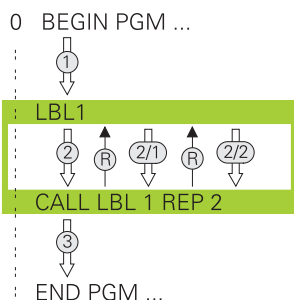 0 BEGIN PGM ...
1
LBL1
2 R 2/1 R 2/2
CALL LBL 1 REP 2
3
END PGM ...